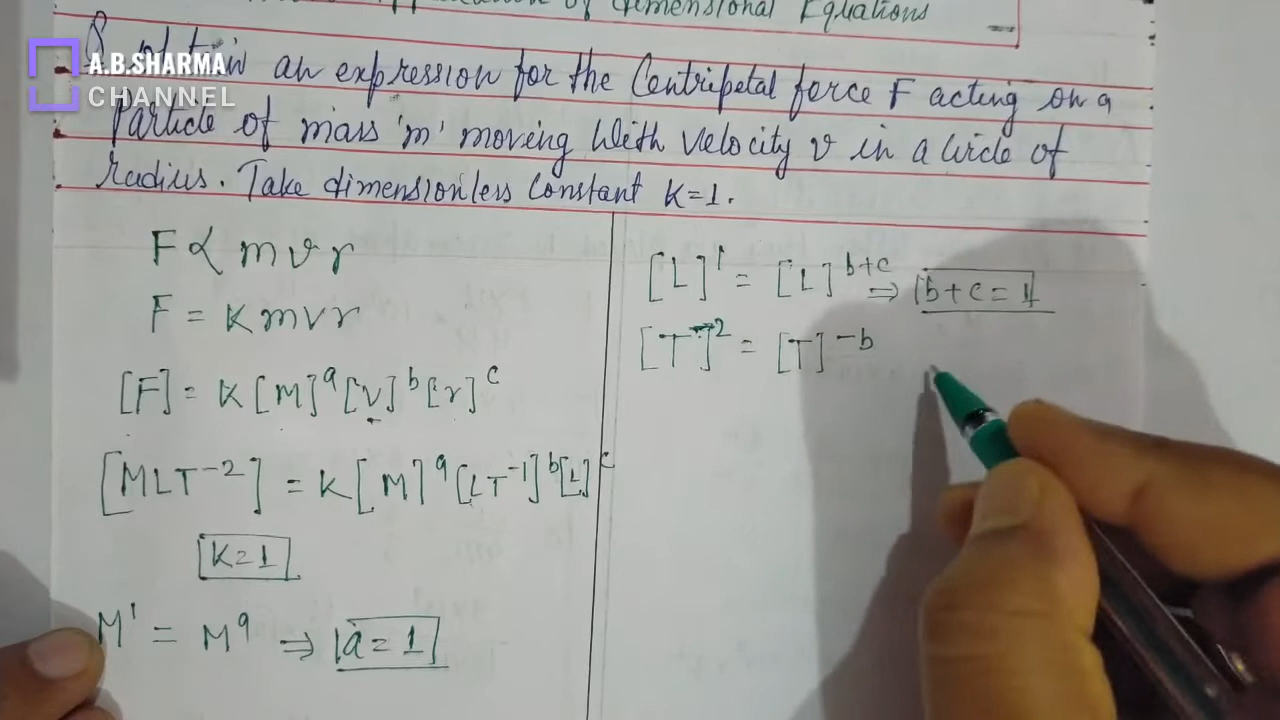 of Dimensional Equations
A.B.SHARMA
CHANNEL
an expression for the Centripetal force F acting on a
Particle of mass 'm' moving With velocity v in a Circle of
radius. Take dimensionless Constant K=1.
F ∝ m v r
F = K m v r
[F] = K [M]^a [V]^b [r]^c
[MLT^-2] = K [M]^a [LT^-1]^b [L]^c
K=1
M^1 = M^a ⇒ a = 1
[L]^1 = [L]^b+c ⇒ b+c=1
[T]^-2 = [T]^-b